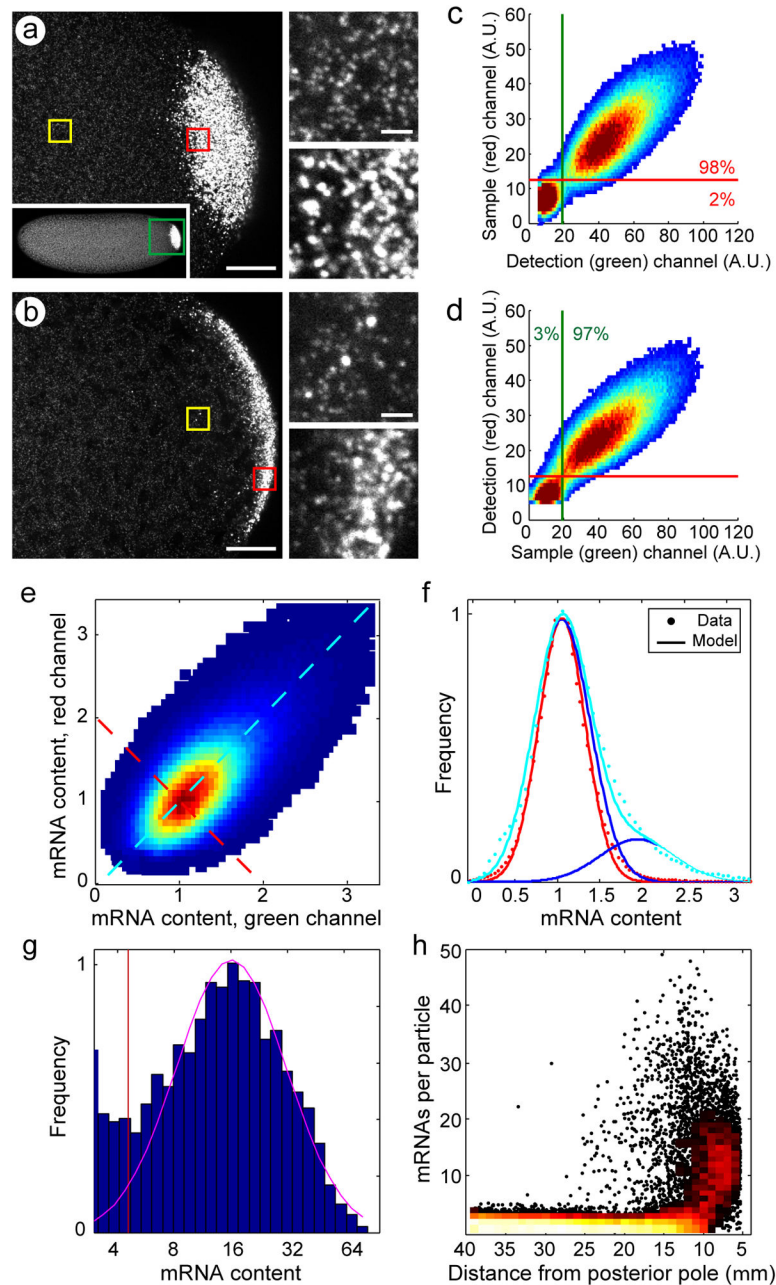 a
b
c
Sample (red) channel (A.U.)
60
50
40
30
20
10
0
98%
2%
0 20 40 60 80 100 120
Detection (green) channel (A.U.)
d
Detection (red) channel (A.U.)
60
50
40
30
20
10
0
3% 97%
0 20 40 60 80 100 120
Sample (green) channel (A.U.)
e
mRNA content, red channel
3
2
1
0
0 1 2 3
mRNA content, green channel
f
Frequency
1
0
Data
Model
0 0.5 1 1.5 2 2.5 3
mRNA content
g
Frequency
1
0
4 8 16 32 64
mRNA content
h
mRNAs per particle
50
40
30
20
10
40 35 30 25 20 15 10 5
Distance from posterior pole (mm)